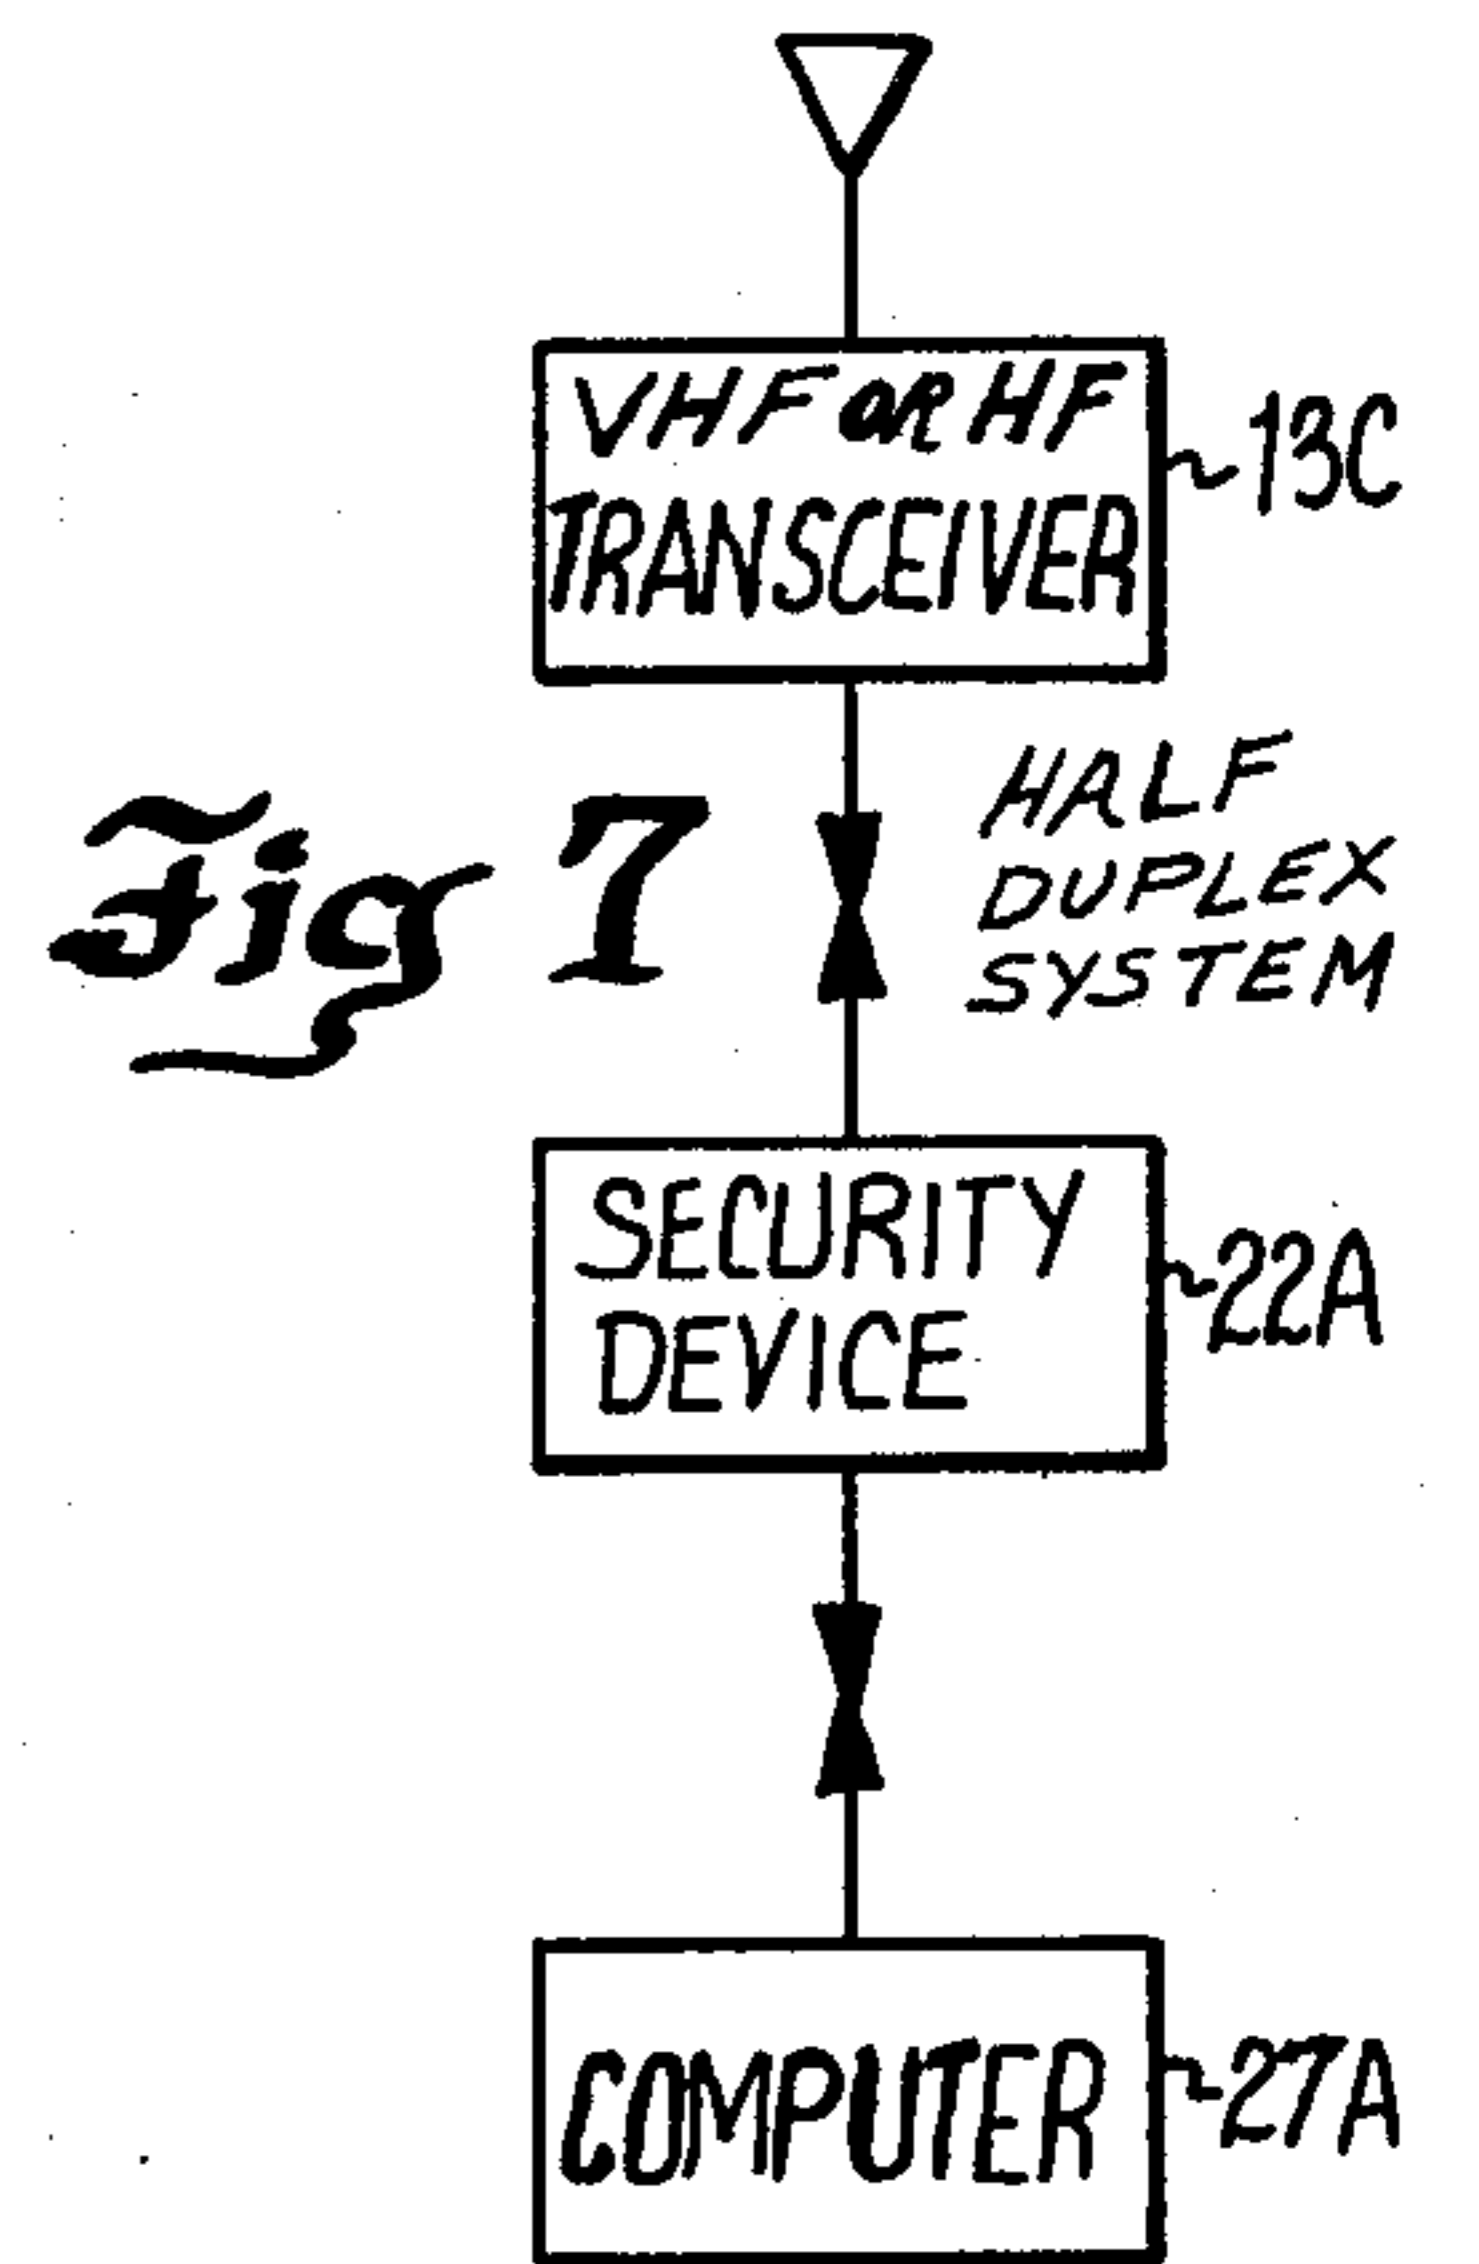 VHF OR HF
TRANSCEIVER
13C
Fig 7
HALF
DUPLEX
SYSTEM
SECURITY
DEVICE
22A
COMPUTER
27A